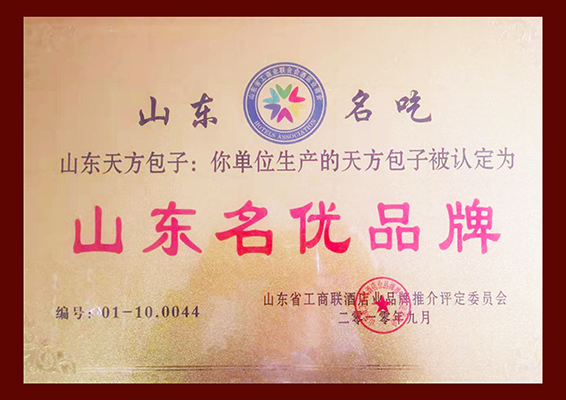 山东 名吃
HOTELS ASSOCIATION
山东天方包子：你单位生产的天方包子被认定为
山东名优品牌
编号：01-10.0044
山东省工商联酒店业品牌推介评定委员会
二零一零年九月